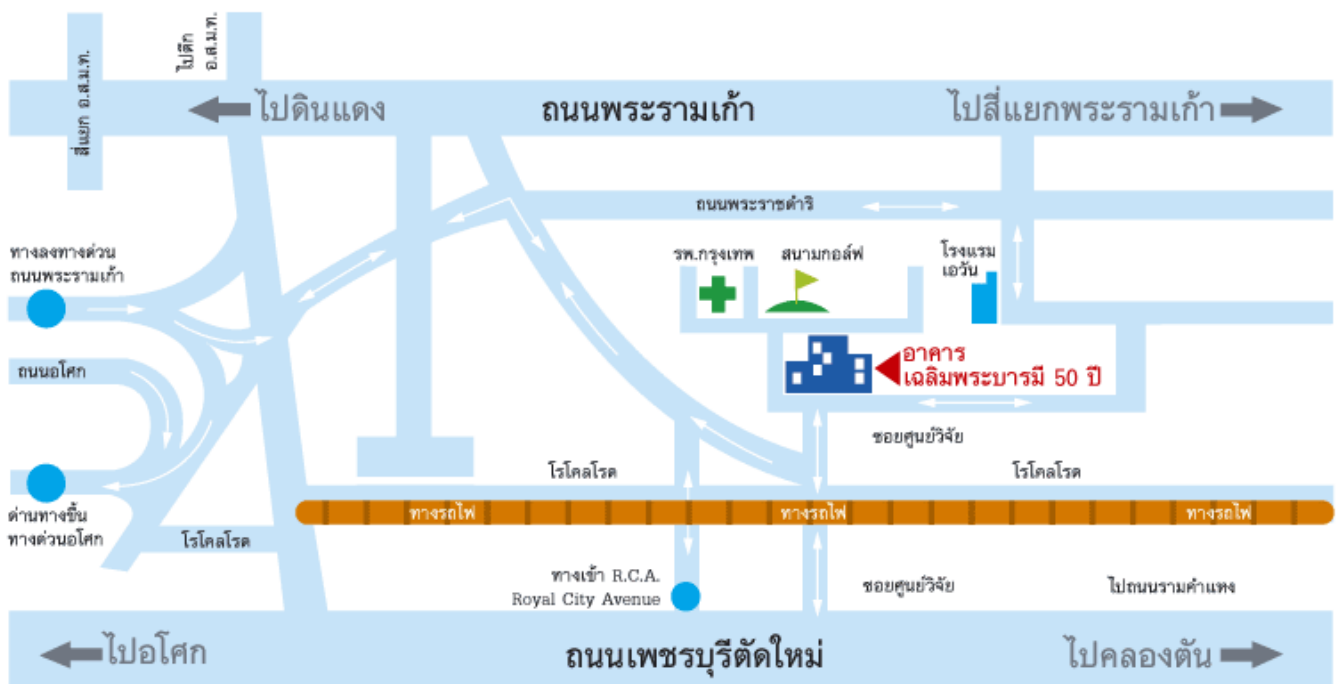 ไปตึก
อ.ส.ม.ท.
สี่แยก อ.ส.ม.ท.
ไปดินแดง
ถนนพระรามเก้า
ไปสี่แยกพระรามเก้า
ถนนพระราชดำริ
ทางลงทางด่วน
ถนนพระรามเก้า
รพ.กรุงเทพ
สนามกอล์ฟ
โรงแรม
เอวัน
อาคาร
เฉลิมพระบารมี 50 ปี
ถนนอโศก
ซอยศูนย์วิจัย
โรโคลโรด
โรโคลโรด
ทางรถไฟ
ทางรถไฟ
ทางรถไฟ
ด่านทางขึ้น
ทางด่วนอโศก
โรโคลโรด
ทางเข้า R.C.A.
Royal City Avenue
ซอยศูนย์วิจัย
ไปถนนรามคำแหง
ไปอโศก
ถนนเพชรบุรีตัดใหม่
ไปคลองตัน